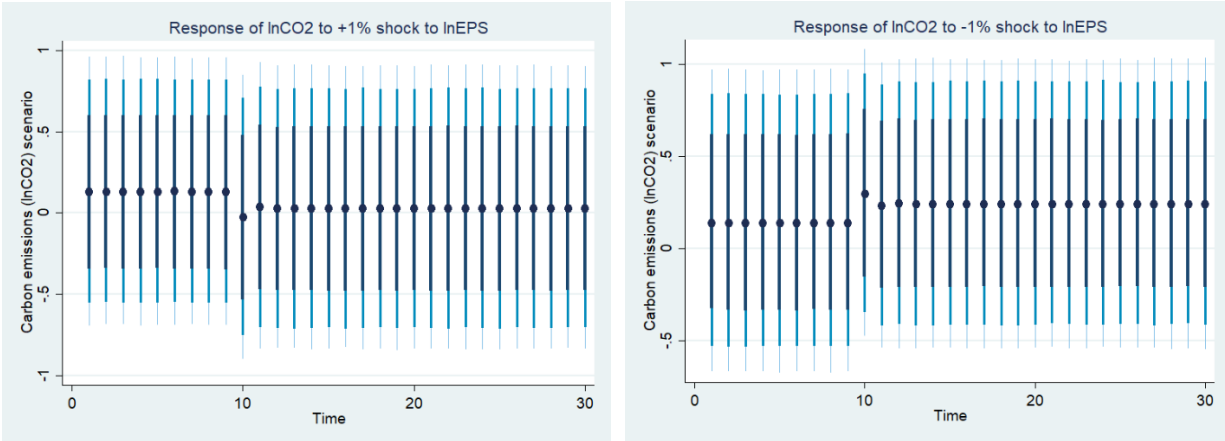 Response of lnCO2 to +1% shock to lnEPS
Carbon emissions (lnCO2) scenario
1
.5
0
-.5
-1
0
10
20
30
Time
Response of lnCO2 to -1% shock to lnEPS
Carbon emissions (lnCO2) scenario
1
.5
0
-.5
0
10
20
30
Time